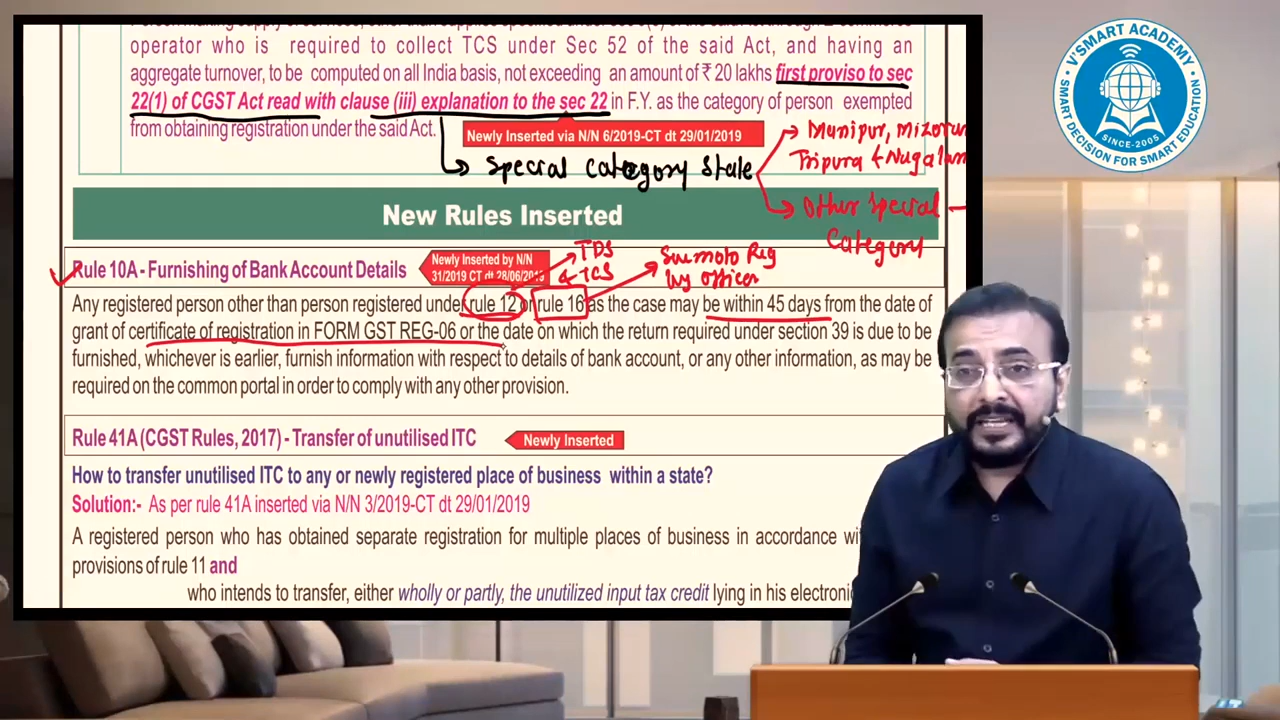 operator who is required to collect TCS under Sec 52 of the said Act, and having an
aggregate turnover, to be computed on all India basis, not exceeding an amount of ₹ 20 lakhs first proviso to sec
22(1) of CGST Act read with clause (iii) explanation to the sec 22 in F.Y. as the category of person exempted
from obtaining registration under the said Act.
Newly Inserted via N/N 6/2019-CT dt 29/01/2019
Special Category State
Manipur, Mizoram
Tripura & Nagaland
Other Special
Category
New Rules Inserted
Rule 10A - Furnishing of Bank Account Details
Newly Inserted by N/N
31/2019 CT dt 28/06/2019
TDS
& TCS
Suo moto Reg
by officer
Any registered person other than person registered under rule 12 or rule 16 as the case may be within 45 days from the date of
grant of certificate of registration in FORM GST REG-06 or the date on which the return required under section 39 is due to be
furnished, whichever is earlier, furnish information with respect to details of bank account, or any other information, as may be
required on the common portal in order to comply with any other provision.
Rule 41A (CGST Rules, 2017) - Transfer of unutilised ITC
Newly Inserted
How to transfer unutilised ITC to any or newly registered place of business within a state?
Solution:- As per rule 41A inserted via N/N 3/2019-CT dt 29/01/2019
A registered person who has obtained separate registration for multiple places of business in accordance
provisions of rule 11 and
who intends to transfer, either wholly or partly, the unutilized input tax credit lying in his
V'SMART ACADEMY
SINCE-2005
SMART DECISION FOR SMART EDUCATION